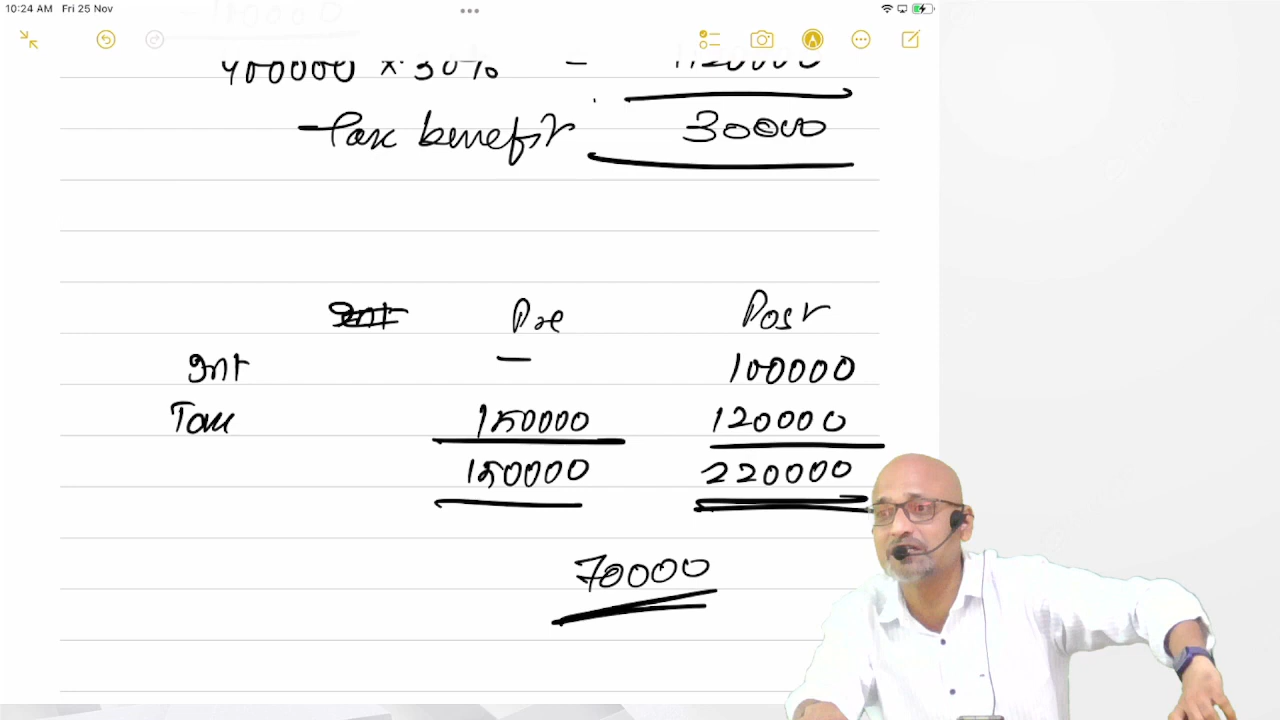 10:24 AM Fri 25 Nov
400000 x 30% =
Tax benefit 30000
Int Pre Post
Int — 100000
Tax 150000 120000
150000 220000
70000